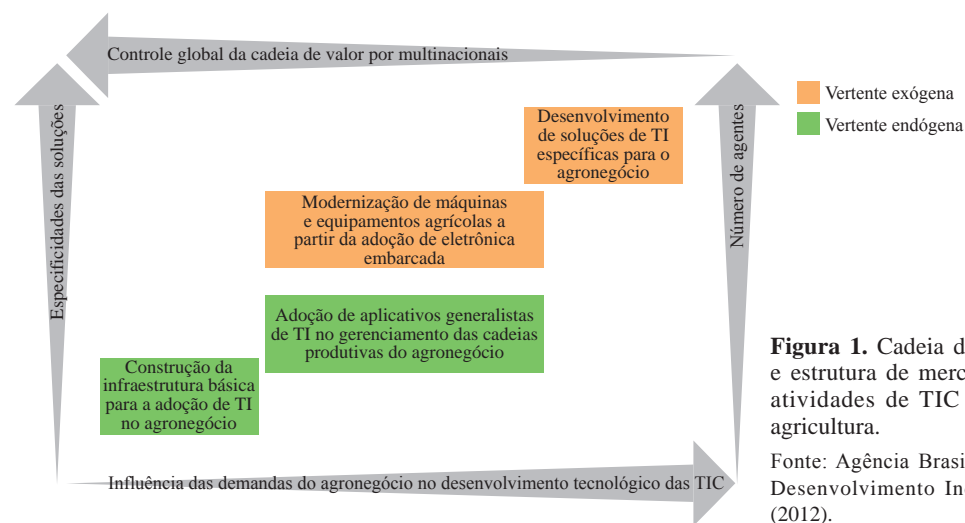 Controle global da cadeia de valor por multinacionais
Especificidades das soluções
Número de agentes
Vertente exógena
Vertente endógena
Desenvolvimento
de soluções de TI
específicas para o
agronegócio
Modernização de máquinas
e equipamentos agrícolas a
partir da adoção de eletrônica
embarcada
Adoção de aplicativos generalistas
de TI no gerenciamento das cadeias
produtivas do agronegócio
Construção da
infraestrutura básica
para a adoção de TI
no agronegócio
Influência das demandas do agronegócio no desenvolvimento tecnológico das TIC
Figura 1. Cadeia d
e estrutura de merc
atividades de TIC
agricultura.
Fonte: Agência Brasi
Desenvolvimento In
(2012).